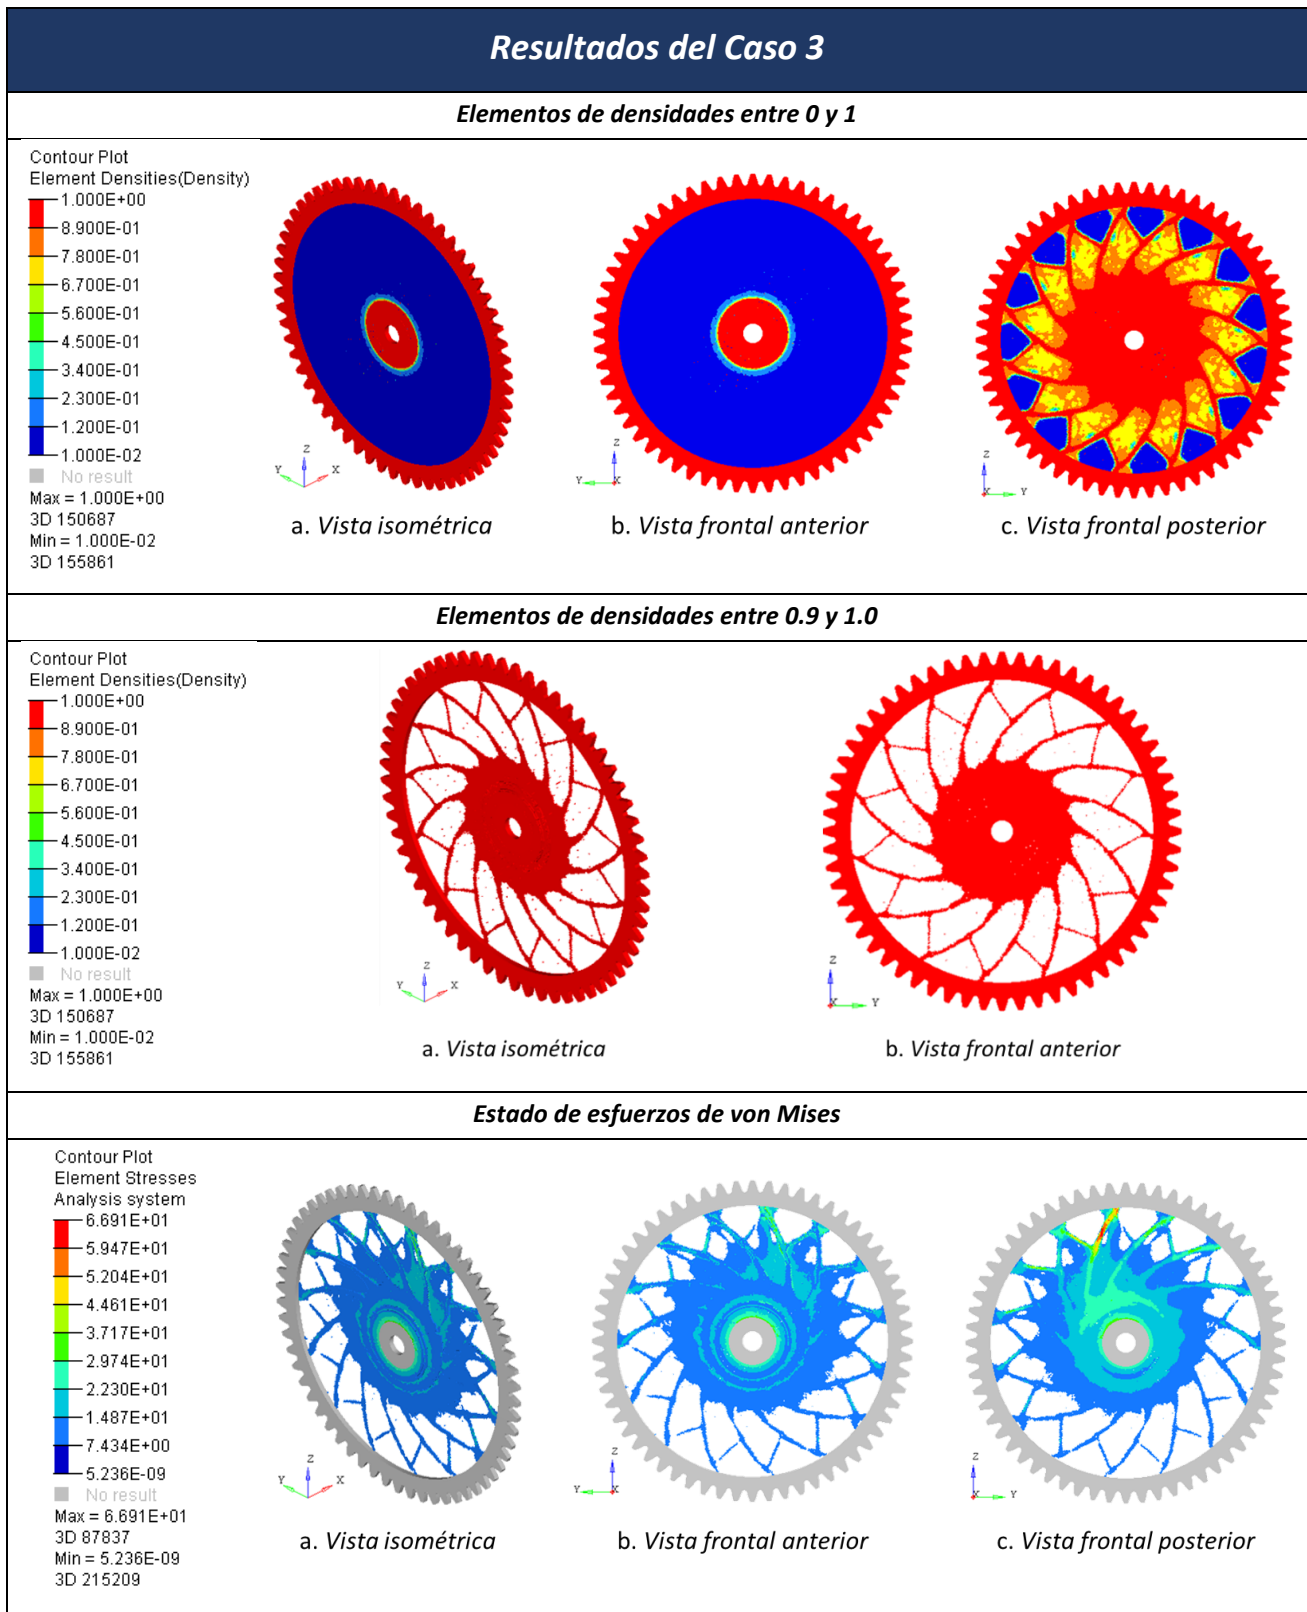 Resultados del Caso 3
Elementos de densidades entre 0 y 1
Contour Plot
Element Densities(Density)
1.000E+00
8.900E-01
7.800E-01
6.700E-01
5.600E-01
4.500E-01
3.400E-01
2.300E-01
1.200E-01
1.000E-02
No result
Max = 1.000E+00
3D 150687
Min = 1.000E-02
3D 155861
Z
Y
X
Z
Y
X
Z
X
Y
a. Vista isométrica
b. Vista frontal anterior
c. Vista frontal posterior
Elementos de densidades entre 0.9 y 1.0
Contour Plot
Element Densities(Density)
1.000E+00
8.900E-01
7.800E-01
6.700E-01
5.600E-01
4.500E-01
3.400E-01
2.300E-01
1.200E-01
1.000E-02
No result
Max = 1.000E+00
3D 150687
Min = 1.000E-02
3D 155861
Z
Y
X
Z
X
Y
a. Vista isométrica
b. Vista frontal anterior
Estado de esfuerzos de von Mises
Contour Plot
Element Stresses
Analysis system
6.691E+01
5.947E+01
5.204E+01
4.461E+01
3.717E+01
2.974E+01
2.230E+01
1.487E+01
7.434E+00
5.236E-09
No result
Max = 6.691E+01
3D 87837
Min = 5.236E-09
3D 215209
Z
Y
X
Z
Y
X
Z
X
Y
a. Vista isométrica
b. Vista frontal anterior
c. Vista frontal posterior